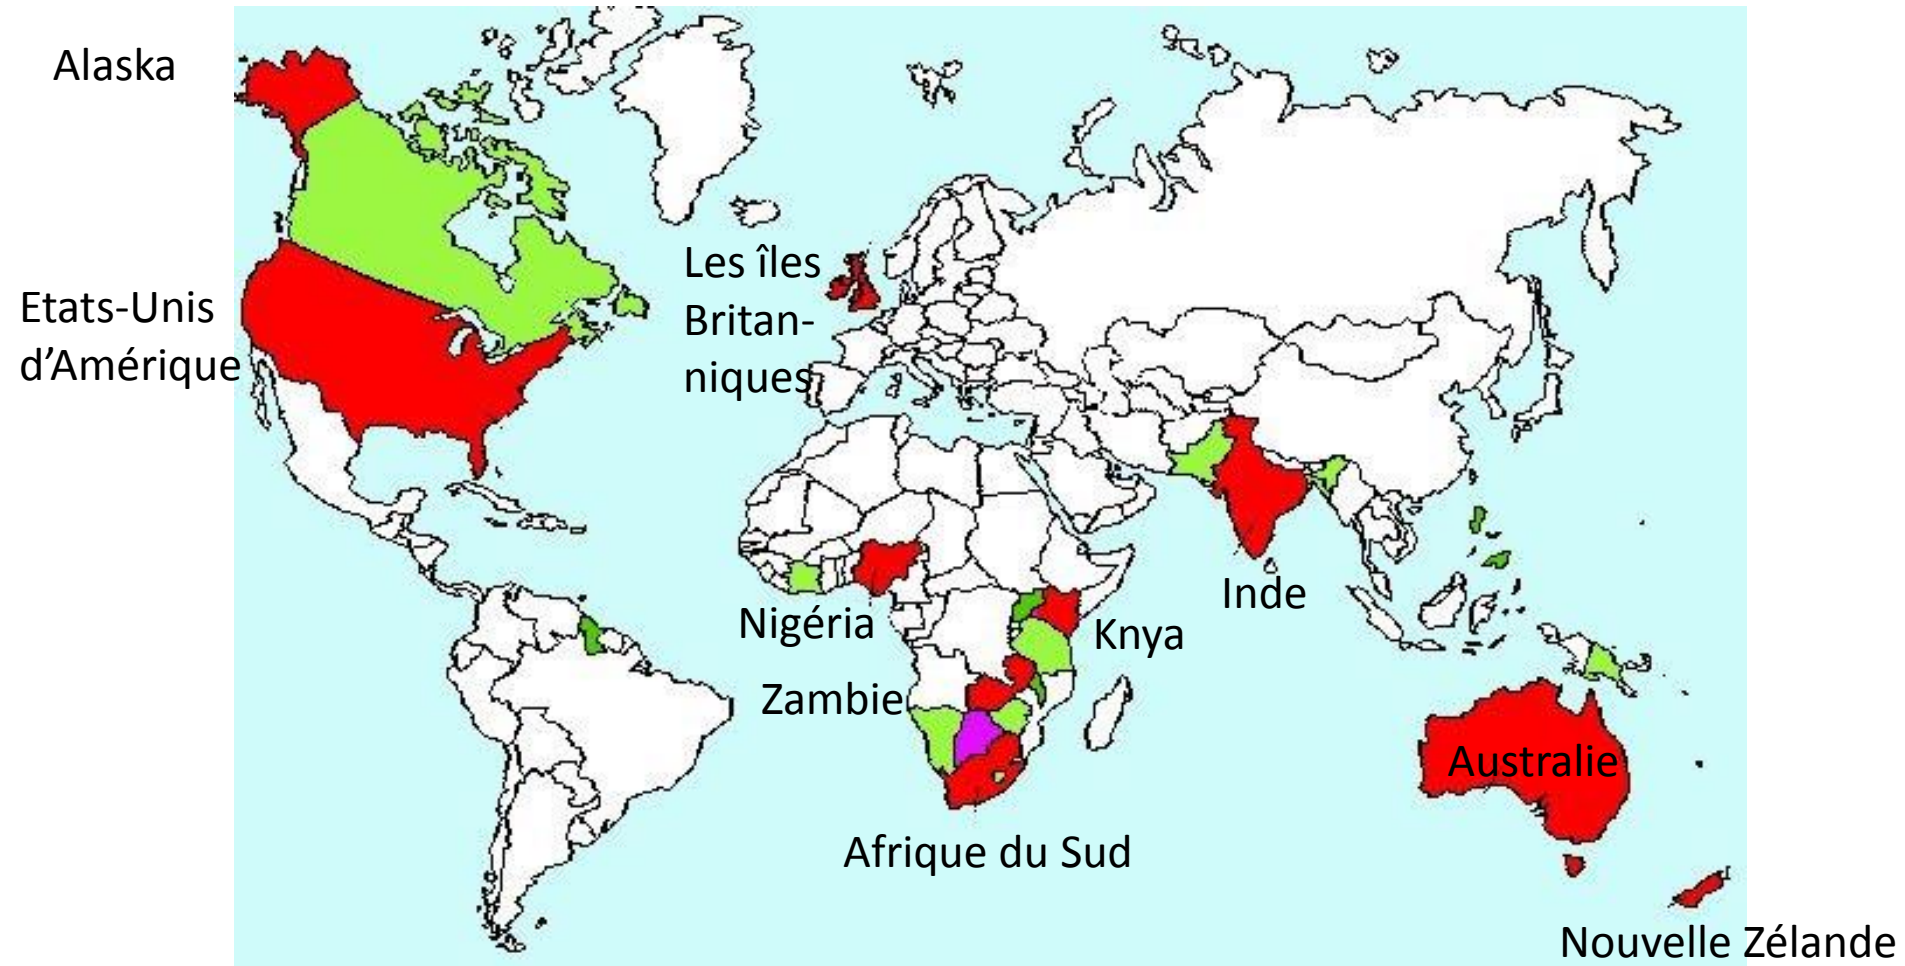 Alaska
Etats-Unis
d'Amérique
Les îles
Britan-
niques
Nigéria
Knya
Inde
Zambie
Australie
Afrique du Sud
Nouvelle Zélande